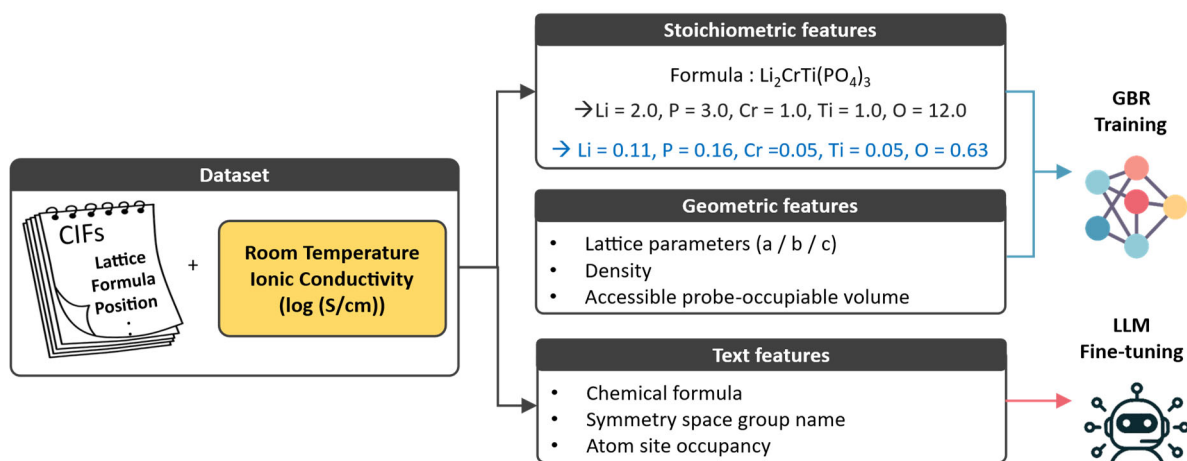 Dataset
CIFs
Lattice
Formula
Position
.
.
+
Room Temperature
Ionic Conductivity
(log (S/cm))
Stoichiometric features
Formula : Li₂CrTi(PO₄)₃
→Li = 2.0, P = 3.0, Cr = 1.0, Ti = 1.0, O = 12.0
→ Li = 0.11, P = 0.16, Cr =0.05, Ti = 0.05, O = 0.63
Geometric features
• Lattice parameters (a / b / c)
• Density
• Accessible probe-occupiable volume
Text features
• Chemical formula
• Symmetry space group name
• Atom site occupancy
GBR
Training
LLM
Fine-tuning